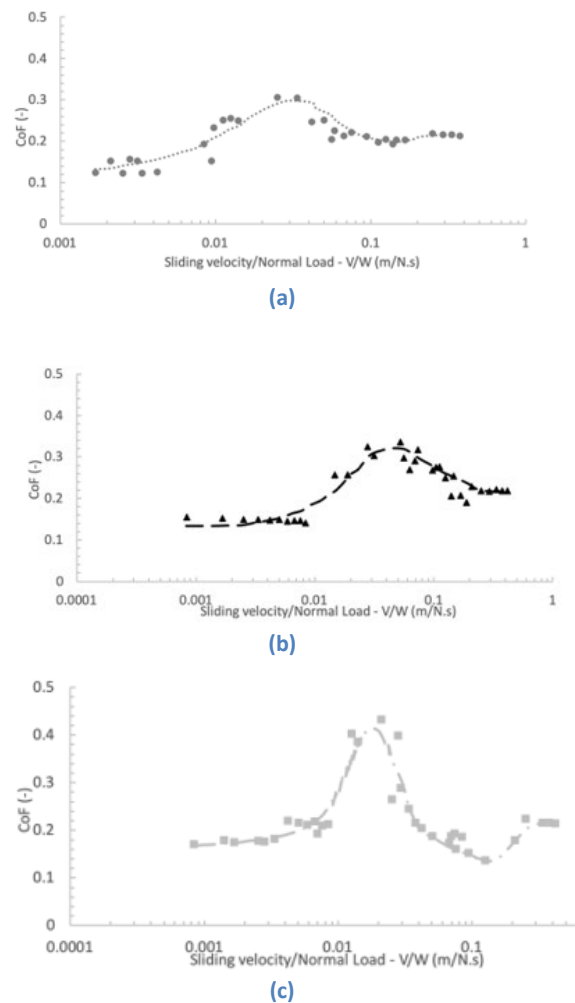 0.5
0.4
0.3
0.2
0.1
0
CoF (-)
0.001 0.01 0.1 1
Sliding velocity/Normal Load - V/W (m/N.s)
(a)
0.5
0.4
0.3
0.2
0.1
0
CoF (-)
0.0001 0.001 0.01 0.1 1
Sliding velocity/Normal Load - V/W (m/N.s)
(b)
0.5
0.4
0.3
0.2
0.1
0
CoF (-)
0.0001 0.001 0.01 0.1
Sliding velocity/Normal Load - V/W (m/N.s)
(c)